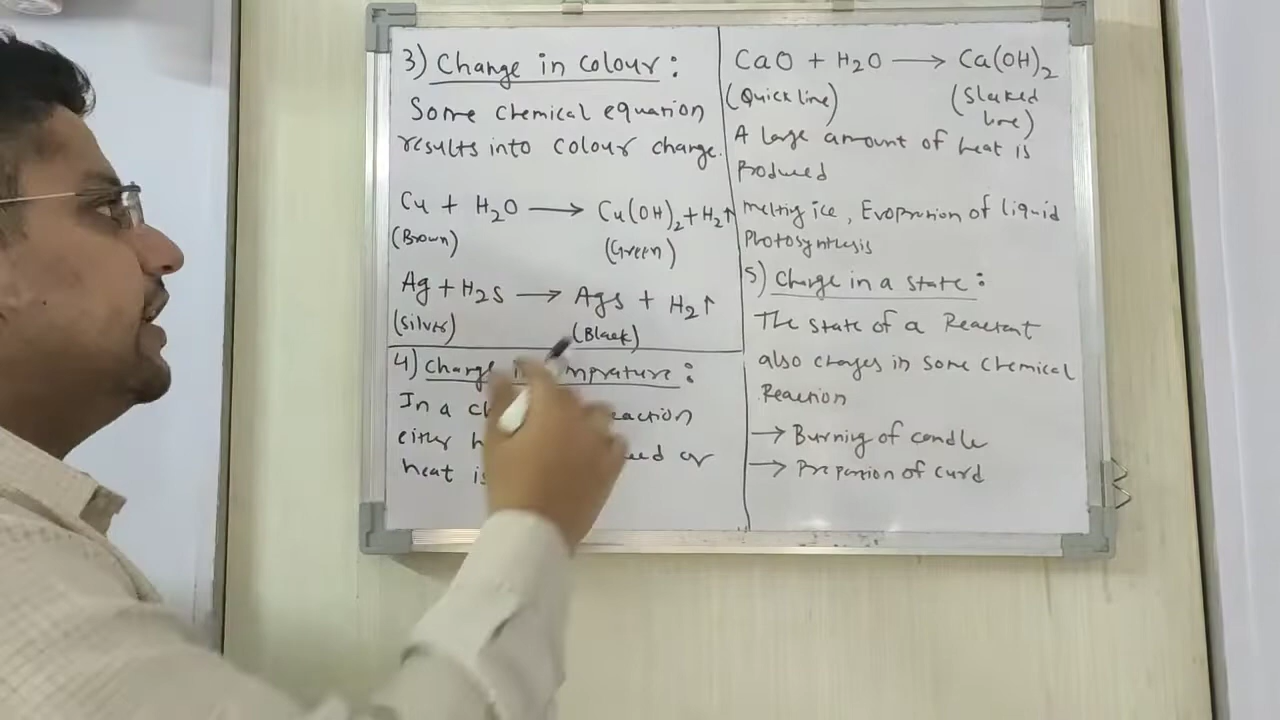 3) Change in colour :
Some chemical equation
results into colour change.
Cu + H₂O → Cu(OH)₂ + H₂↑
(Brown) (Green)
Ag + H₂S → Ags + H₂↑
(Silver) (Black)
4) Change :
In a
either or
heat
CaO + H₂O → Ca(OH)₂
(Quick lime) (Slaked
lime)
A large amount of heat is
Produced
melting ice, of liquid
Photosynthesis
5) Change in a state :
The state of a Reactant
also changes in some chemical
Reaction
→ Burning of candle
→ of curd